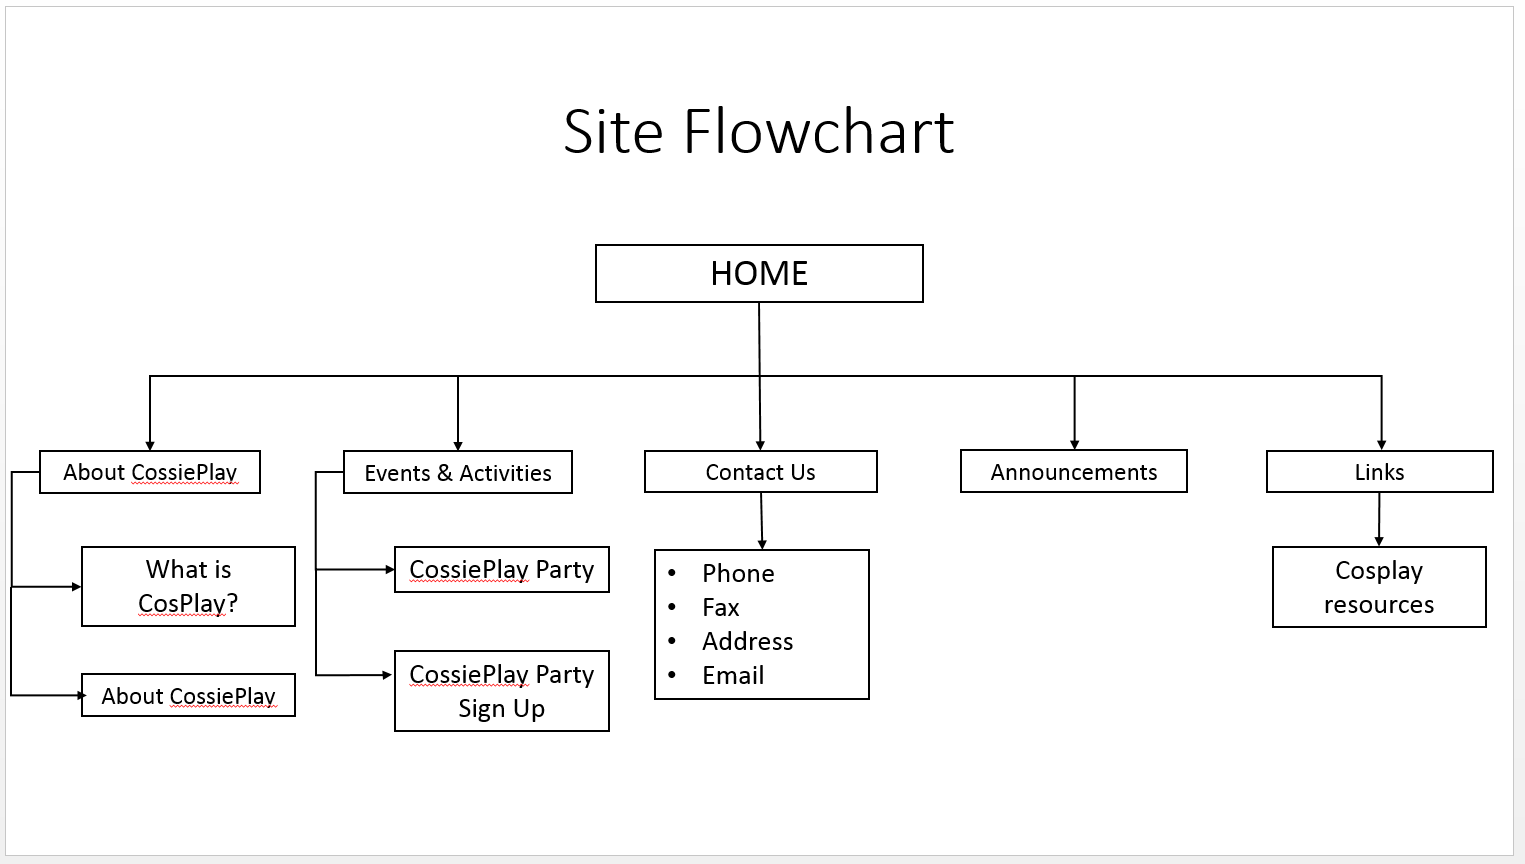 Site Flowchart
HOME
About CossiePlay
Events & Activities
Contact Us
Announcements
Links
What is
CosPlay?
About CossiePlay
CossiePlay Party
CossiePlay Party
Sign Up
• Phone
• Fax
• Address
• Email
Cosplay
resources